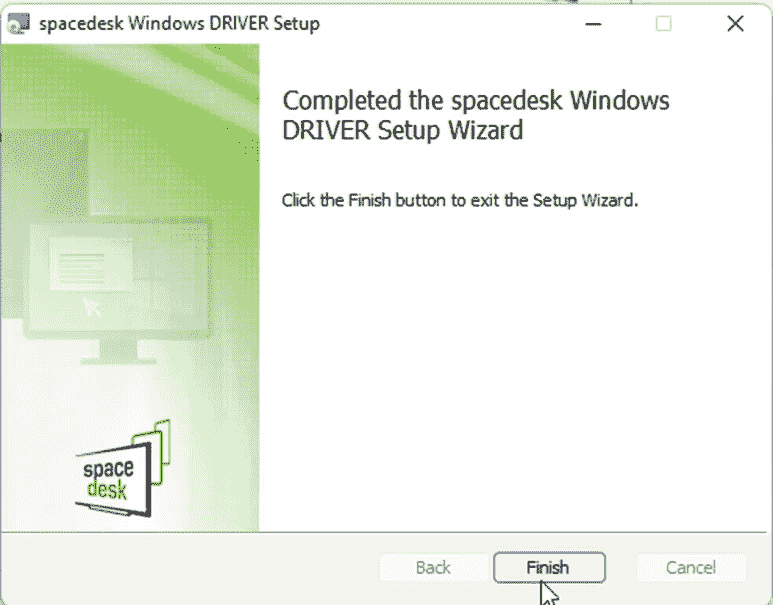 spacedesk Windows DRIVER Setup
Completed the spacedesk Windows
DRIVER Setup Wizard
Click the Finish button to exit the Setup Wizard.
space
desk
Back
Finish
Cancel